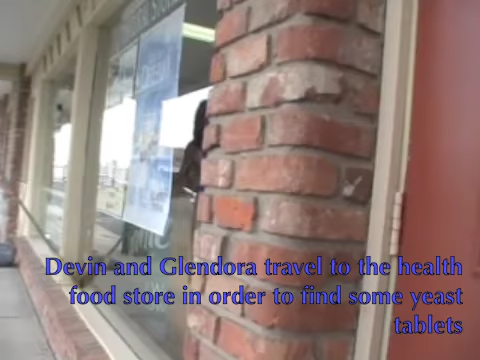 Devin and Glendora travel to the health
food store in order to find some yeast
tablets